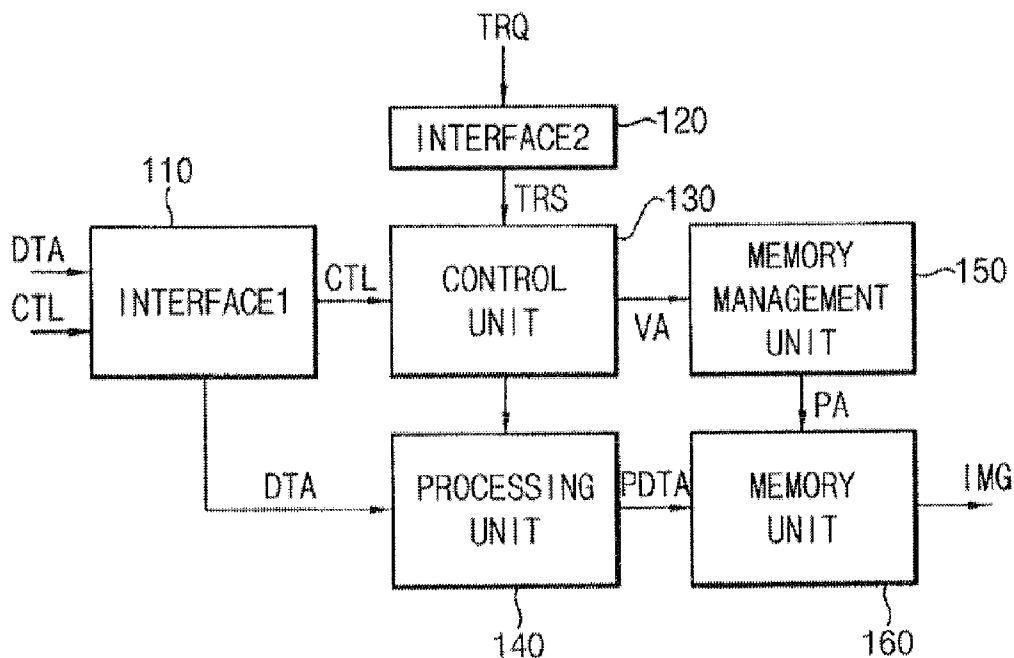 TRQ
INTERFACE2
120
110
TRS
130
DTA
CTL
INTERFACE1
CTL
CONTROL
UNIT
VA
MEMORY
MANAGEMENT
UNIT
150
PA
DTA
PROCESSING
UNIT
PDTA
MEMORY
UNIT
IMG
140
160